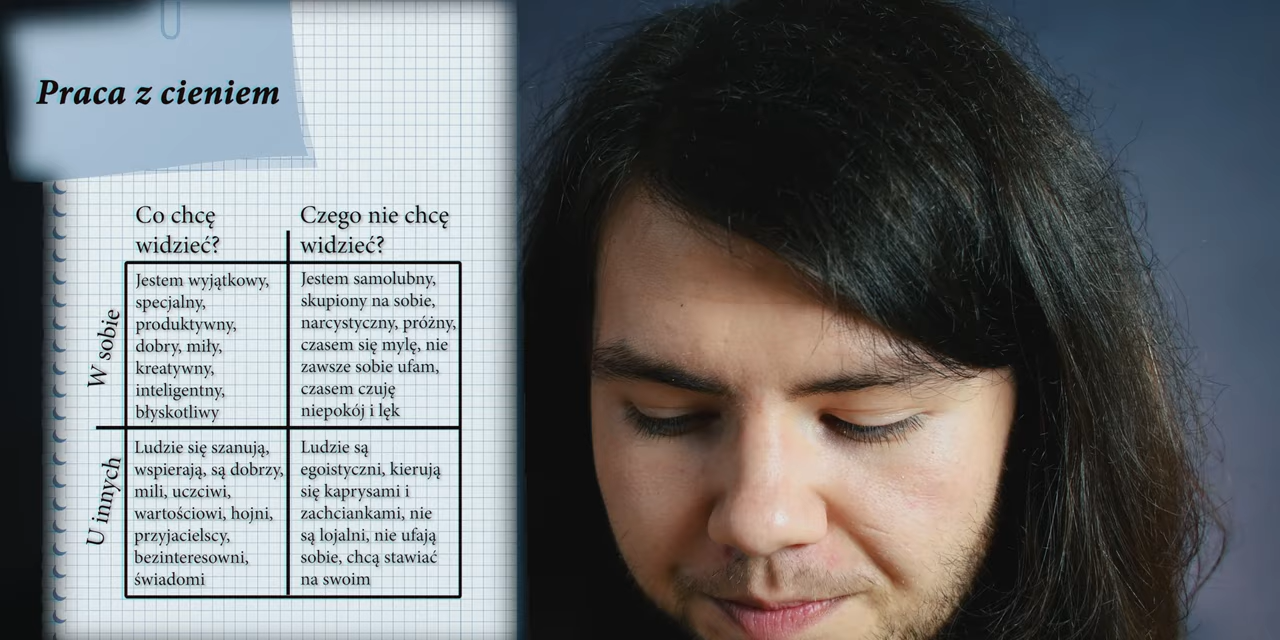 Praca z cieniem
Co chcę
widzieć?
Czego nie chcę
widzieć?
W sobie
Jestem wyjątkowy,
specjalny,
produktywny,
dobry, miły,
kreatywny,
inteligentny,
błyskotliwy
Jestem samolubny,
skupiony na sobie,
narcystyczny, próżny,
czasem się mylę, nie
zawsze sobie ufam,
czasem czuję
niepokój i lęk
U innych
Ludzie się szanują,
wspierają, są dobrzy,
mili, uczciwi,
wartościowi, hojni,
przyjacielscy,
bezinteresowni,
świadomi
Ludzie są
egoistyczni, kierują
się kaprysami i
zachciankami, nie
są lojalni, nie ufają
sobie, chcą stawiać
na swoim